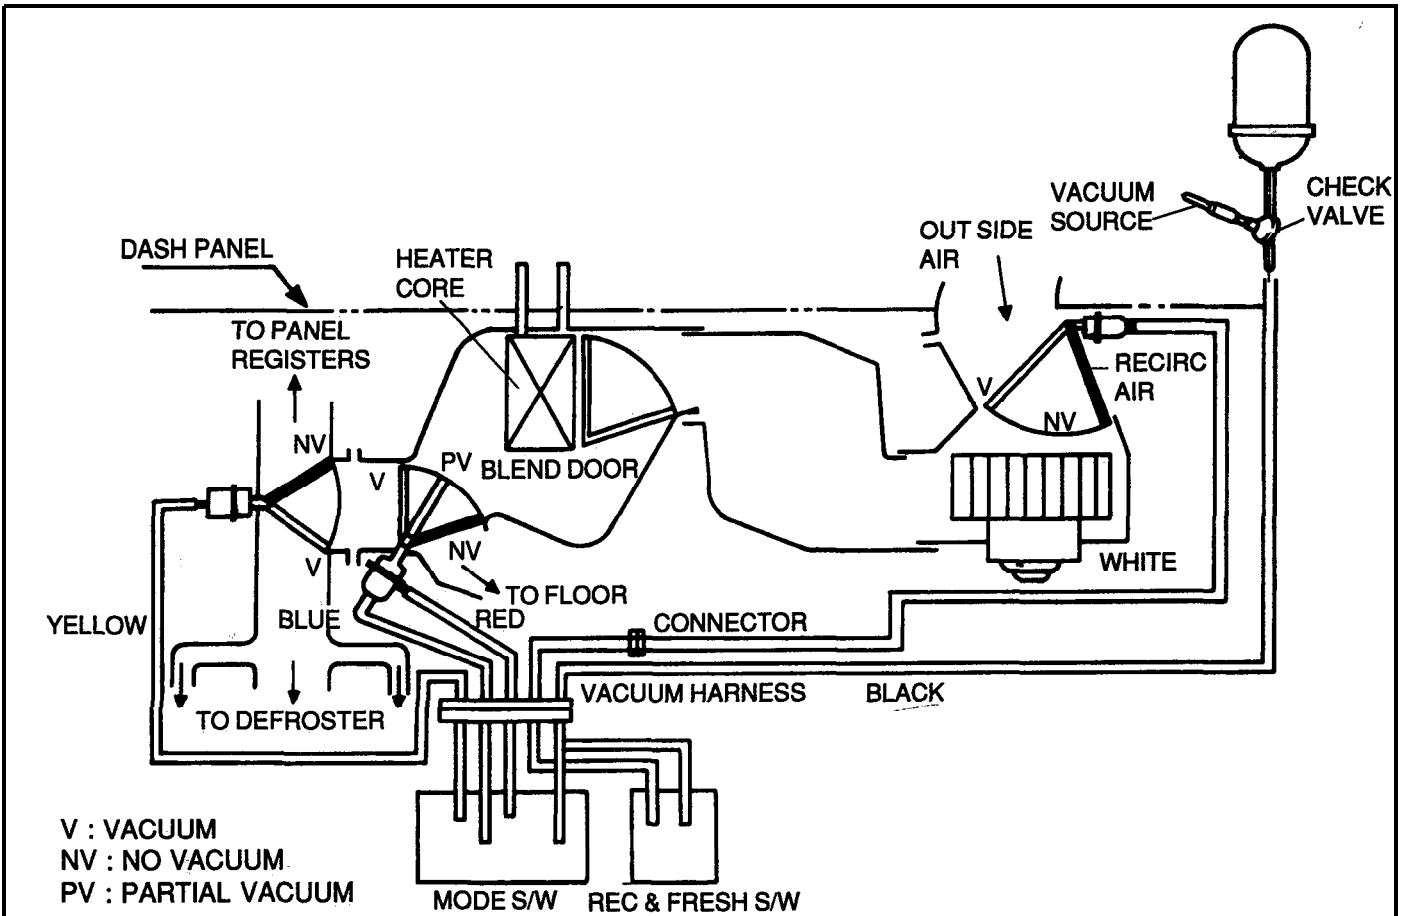 VACUUM
SOURCE
CHECK
VALVE
OUT SIDE
AIR
DASH PANEL
HEATER
CORE
TO PANEL
REGISTERS
RECIRC
AIR
V
NV
NV
V
PV
BLEND DOOR
NV
V
WHITE
TO FLOOR
YELLOW
BLUE
RED
CONNECTOR
VACUUM HARNESS
BLACK
TO DEFROSTER
V : VACUUM
NV : NO VACUUM
PV : PARTIAL VACUUM
MODE S/W
REC & FRESH S/W